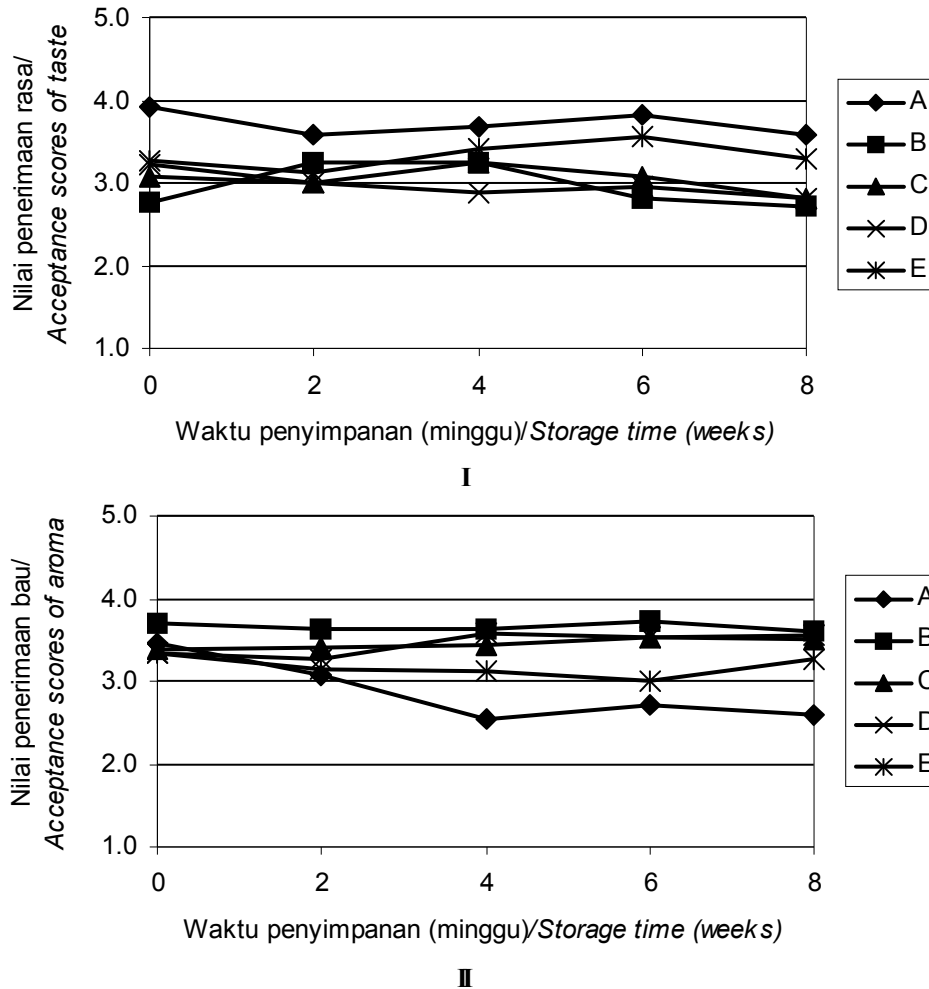 Nilai penerimaan rasa/
Acceptance scores of taste
5.0
4.0
3.0
2.0
1.0
0 2 4 6 8
Waktu penyimpanan (minggu)/Storage time (weeks)
A
B
C
D
E
I
Nilai penerimaan bau/
Acceptance scores of aroma
5.0
4.0
3.0
2.0
1.0
0 2 4 6 8
Waktu penyimpanan (minggu)/Storage time (weeks)
A
B
C
D
E
II